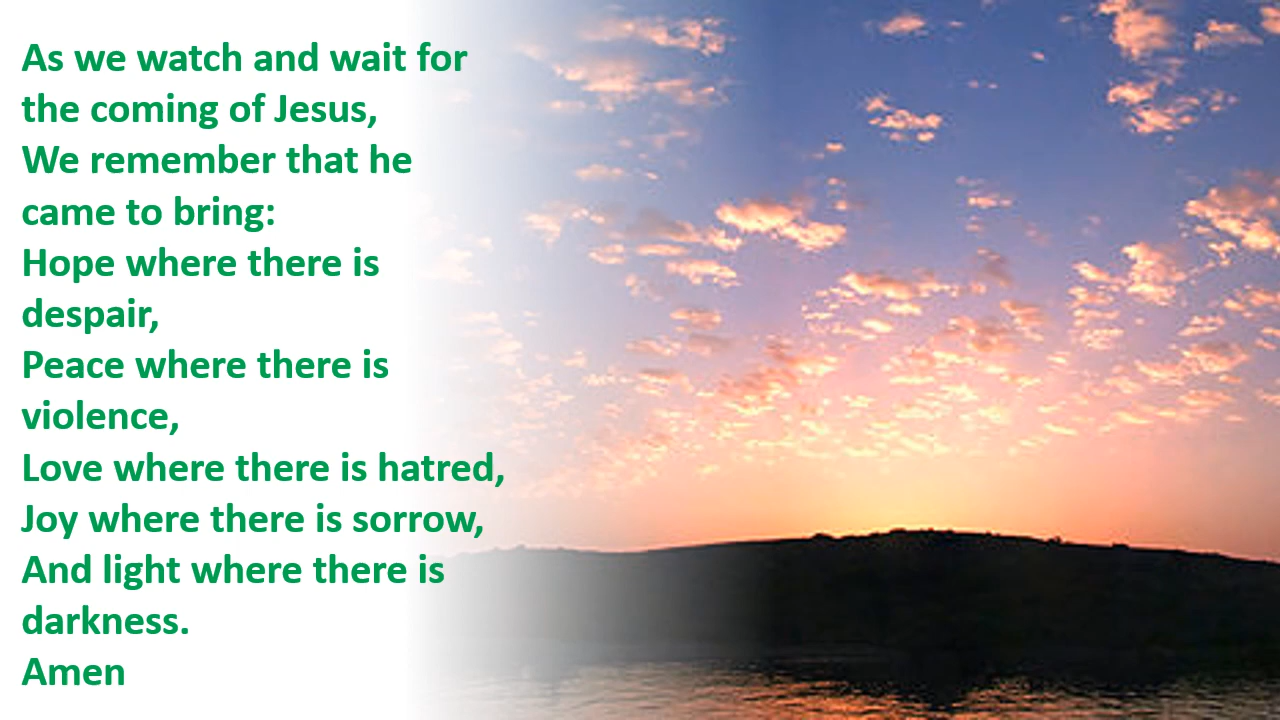 As we watch and wait for
the coming of Jesus,
We remember that he
came to bring:
Hope where there is
despair,
Peace where there is
violence,
Love where there is hatred,
Joy where there is sorrow,
And light where there is
darkness.
Amen